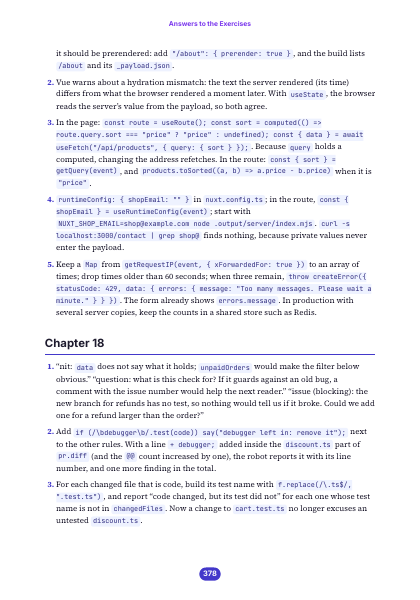 Answers to the Exercises
it should be prerendered: add "/about": { prerender: true }, and the build lists
/about and its _payload.json.
2. Vue warns about a hydration mismatch: the text the server rendered (its time)
differs from what the browser rendered a moment later. With useState, the browser
reads the server's value from the payload, so both agree.
3. In the page: const route = useRoute(); const sort = computed(() =>
route.query.sort === "price" ? "price" : undefined); const { data } = await
useFetch("/api/products", { query: { sort } });. Because query holds a
computed, changing the address refetches. In the route: const { sort } =
getQuery(event), and products.toSorted((a, b) => a.price - b.price) when it is
"price".
4. runtimeConfig: { shopEmail: "" } in nuxt.config.ts; in the route, const {
shopEmail } = useRuntimeConfig(event); start with
NUXT_SHOP_EMAIL=shop@example.com node .output/server/index.mjs. curl -s
localhost:3000/contact | grep shop@ finds nothing, because private values never
enter the payload.
5. Keep a Map from getRequestIP(event, { xForwardedFor: true }) to an array of
times; drop times older than 60 seconds; when three remain, throw createError({
statusCode: 429, data: { errors: { message: "Too many messages. Please wait a
minute." } } }). The form already shows errors.message. In production with
several server copies, keep the counts in a shared store such as Redis.
Chapter 18
1. "nit: data does not say what it holds; unpaidOrders would make the filter below
obvious." "question: what is this check for? If it guards against an old bug, a
comment with the issue number would help the next reader." "issue (blocking): the
new branch for refunds has no test, so nothing would tell us if it broke. Could we add
one for a refund larger than the order?"
2. Add if (/\bdebugger\b/.test(code)) say("debugger left in: remove it"); next
to the other rules. With a line + debugger; added inside the discount.ts part of
pr.diff (and the @@ count increased by one), the robot reports it with its line
number, and one more finding in the total.
3. For each changed file that is code, build its test name with f.replace(/\.ts$/,
".test.ts"), and report "code changed, but its test did not" for each one whose test
name is not in changedFiles. Now a change to cart.test.ts no longer excuses an
untested discount.ts.
378